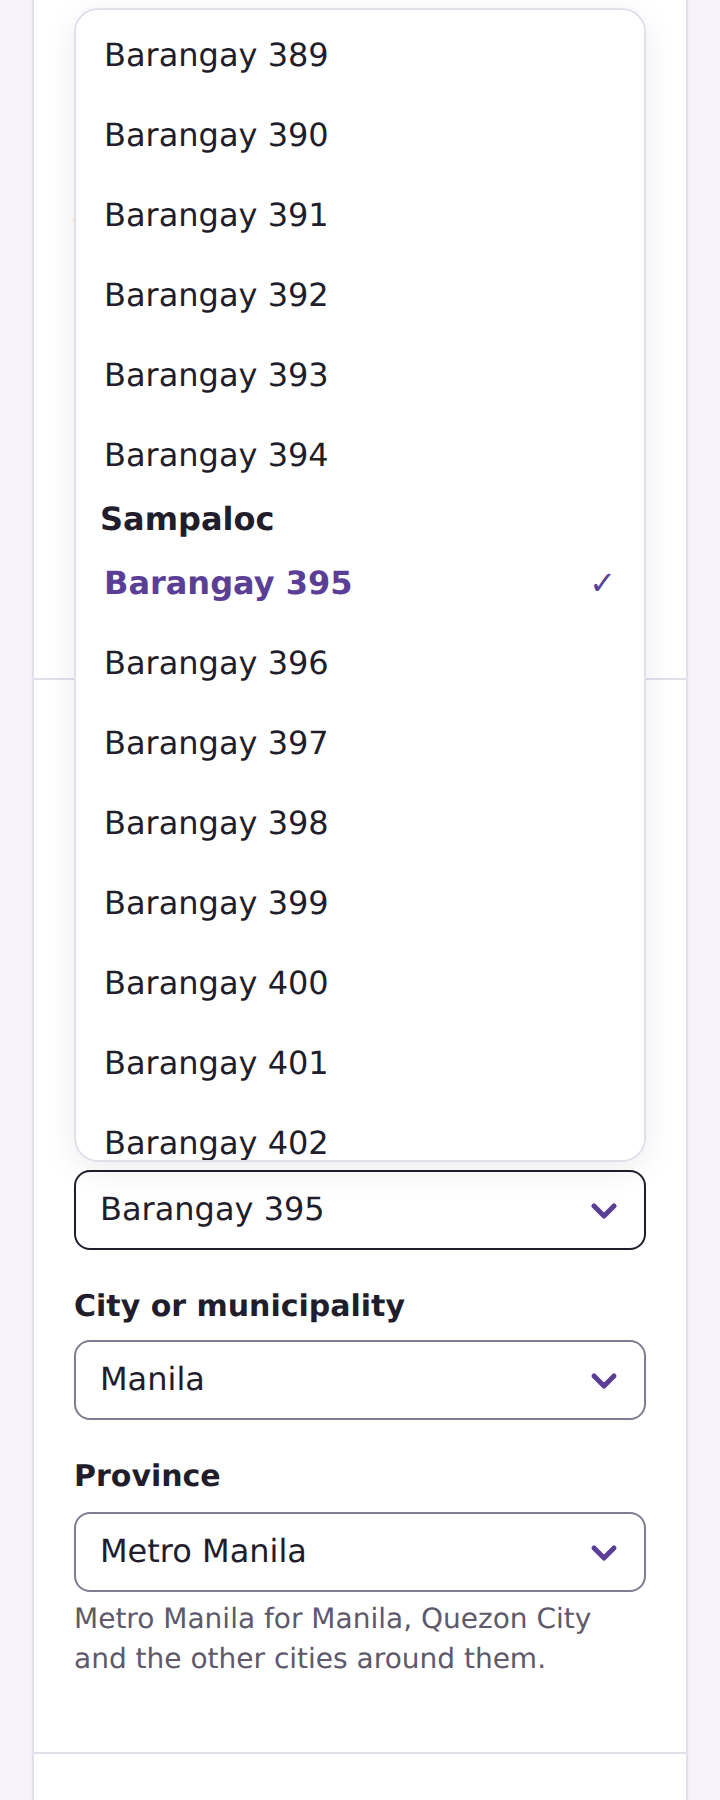 Barangay 389
Barangay 390
Barangay 391
Barangay 392
Barangay 393
Barangay 394
Sampaloc
Barangay 395 ✓
Barangay 396
Barangay 397
Barangay 398
Barangay 399
Barangay 400
Barangay 401
Barangay 402
Barangay 395
City or municipality
Manila
Province
Metro Manila
Metro Manila for Manila, Quezon City
and the other cities around them.